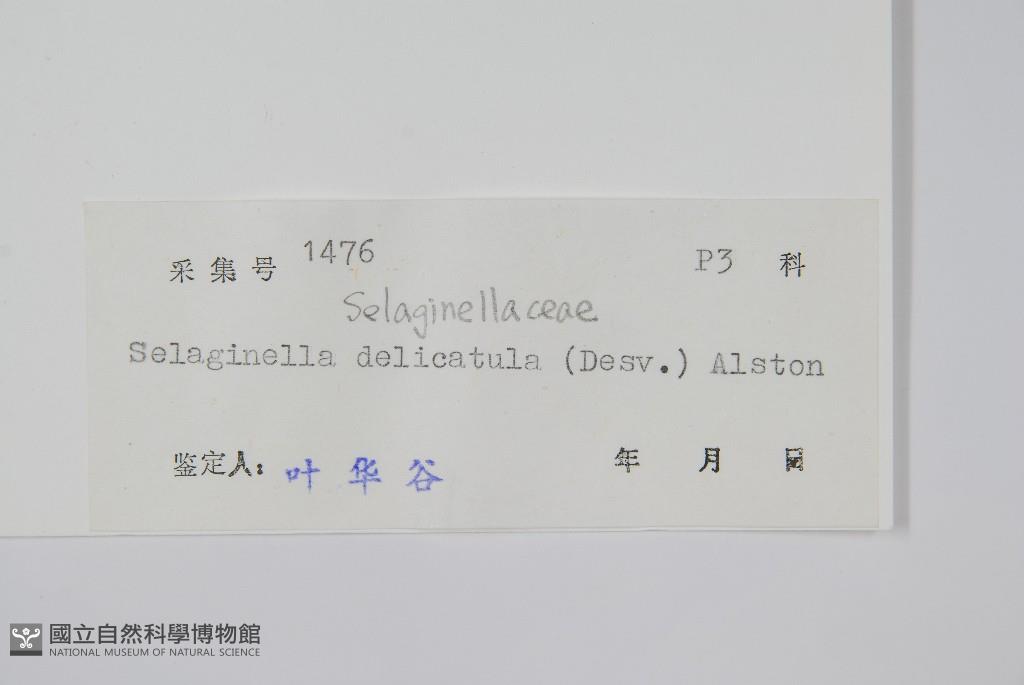 采集号 1476 P3 科
Selaginellaceae
Selaginella delicatula (Desv.) Alston
鉴定人: 叶华谷 年 月 日
國立自然科學博物館
NATIONAL MUSEUM OF NATURAL SCIENCE